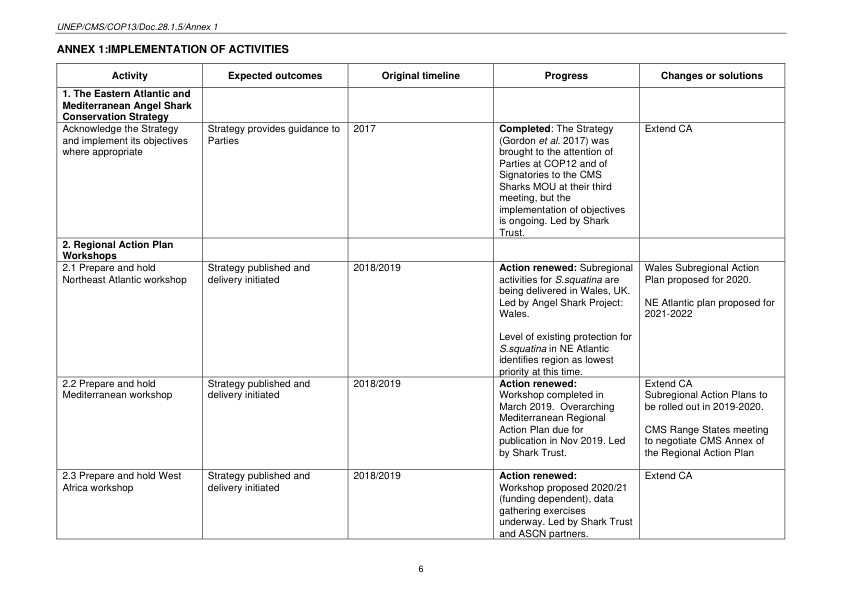 UNEP/CMS/COP13/Doc.28.1.5/Annex 1
ANNEX 1:IMPLEMENTATION OF ACTIVITIES
Activity
Expected outcomes
Original timeline
Progress
Changes or solutions
1. The Eastern Atlantic and
Mediterranean Angel Shark
Conservation Strategy
Acknowledge the Strategy
and implement its objectives
where appropriate
Strategy provides guidance to
Parties
2017
Completed: The Strategy
(Gordon et al. 2017) was
brought to the attention of
Parties at COP12 and of
Signatories to the CMS
Sharks MOU at their third
meeting, but the
implementation of objectives
is ongoing. Led by Shark
Trust.
Extend CA
2. Regional Action Plan
Workshops
2.1 Prepare and hold
Northeast Atlantic workshop
Strategy published and
delivery initiated
2018/2019
Action renewed: Subregional
activities for S.squatina are
being delivered in Wales, UK.
Led by Angel Shark Project:
Wales.
Level of existing protection for
S.squatina in NE Atlantic
identifies region as lowest
priority at this time.
Wales Subregional Action
Plan proposed for 2020.
NE Atlantic plan proposed for
2021-2022
2.2 Prepare and hold
Mediterranean workshop
Strategy published and
delivery initiated
2018/2019
Action renewed:
Workshop completed in
March 2019.  Overarching
Mediterranean Regional
Action Plan due for
publication in Nov 2019. Led
by Shark Trust.
Extend CA
Subregional Action Plans to
be rolled out in 2019-2020.
CMS Range States meeting
to negotiate CMS Annex of
the Regional Action Plan
2.3 Prepare and hold West
Africa workshop
Strategy published and
delivery initiated
2018/2019
Action renewed:
Workshop proposed 2020/21
(funding dependent), data
gathering exercises
underway. Led by Shark Trust
and ASCN partners.
Extend CA
6